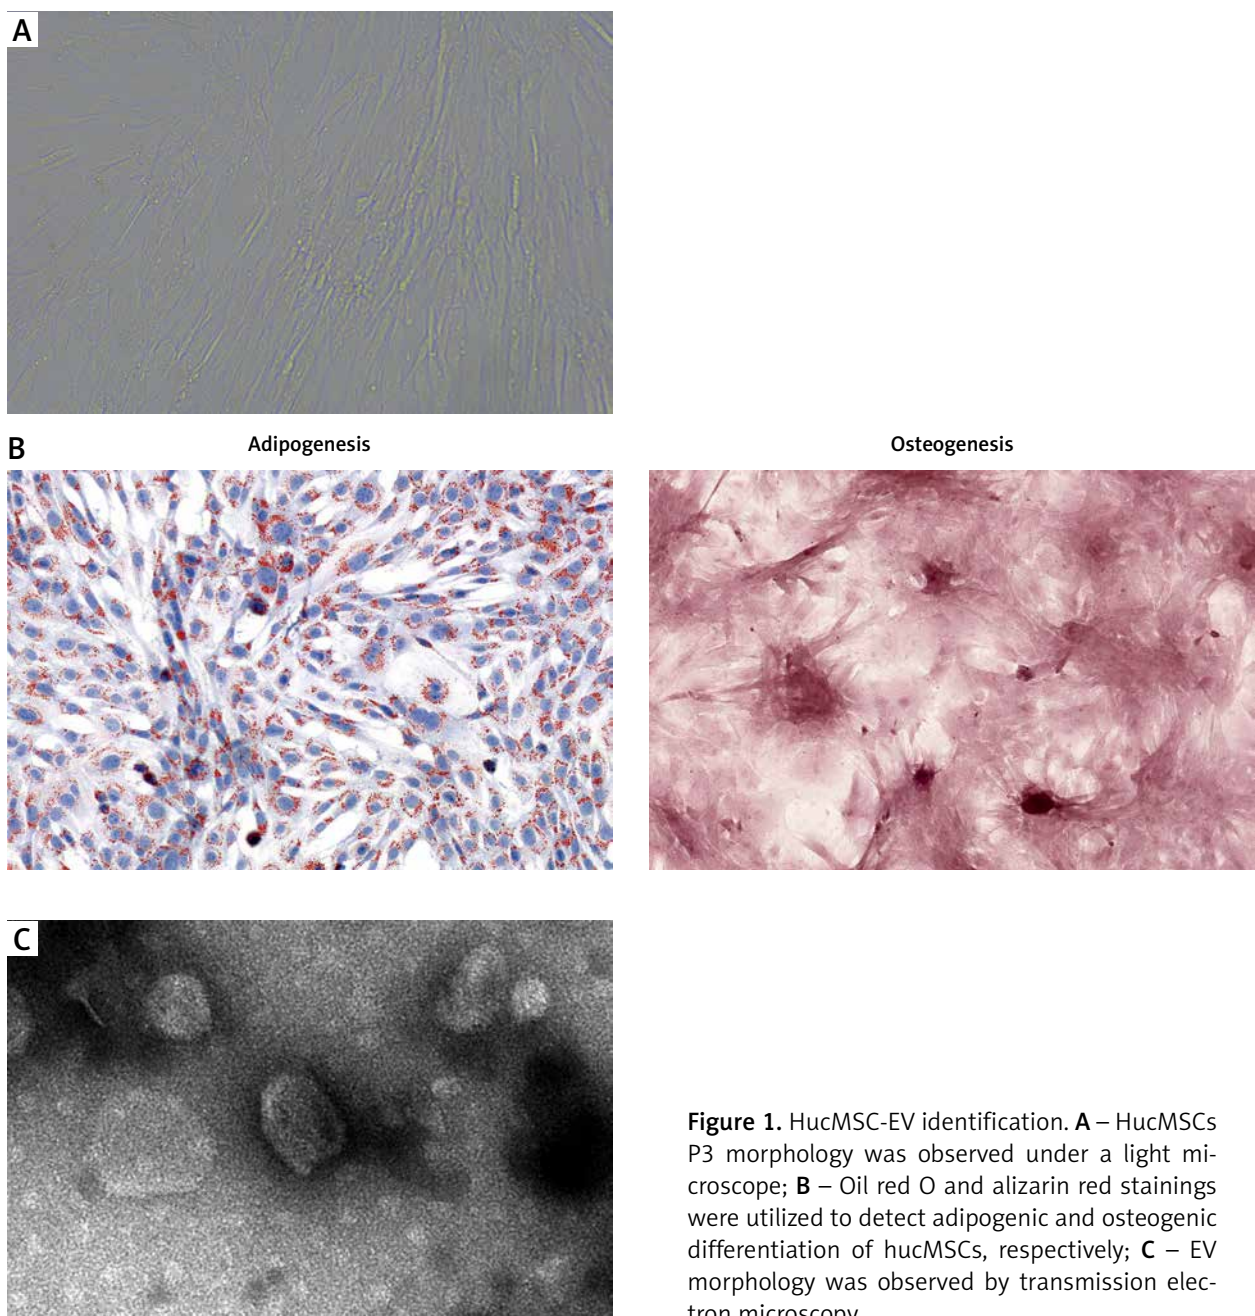 A
B
Adipogenesis
Osteogenesis
C
Figure 1. HucMSC-EV identification. A – HucMSCs
P3 morphology was observed under a light mi-
croscope; B – Oil red O and alizarin red stainings
were utilized to detect adipogenic and osteogenic
differentiation of hucMSCs, respectively; C – EV
morphology was observed by transmission elec-
tron microscopy